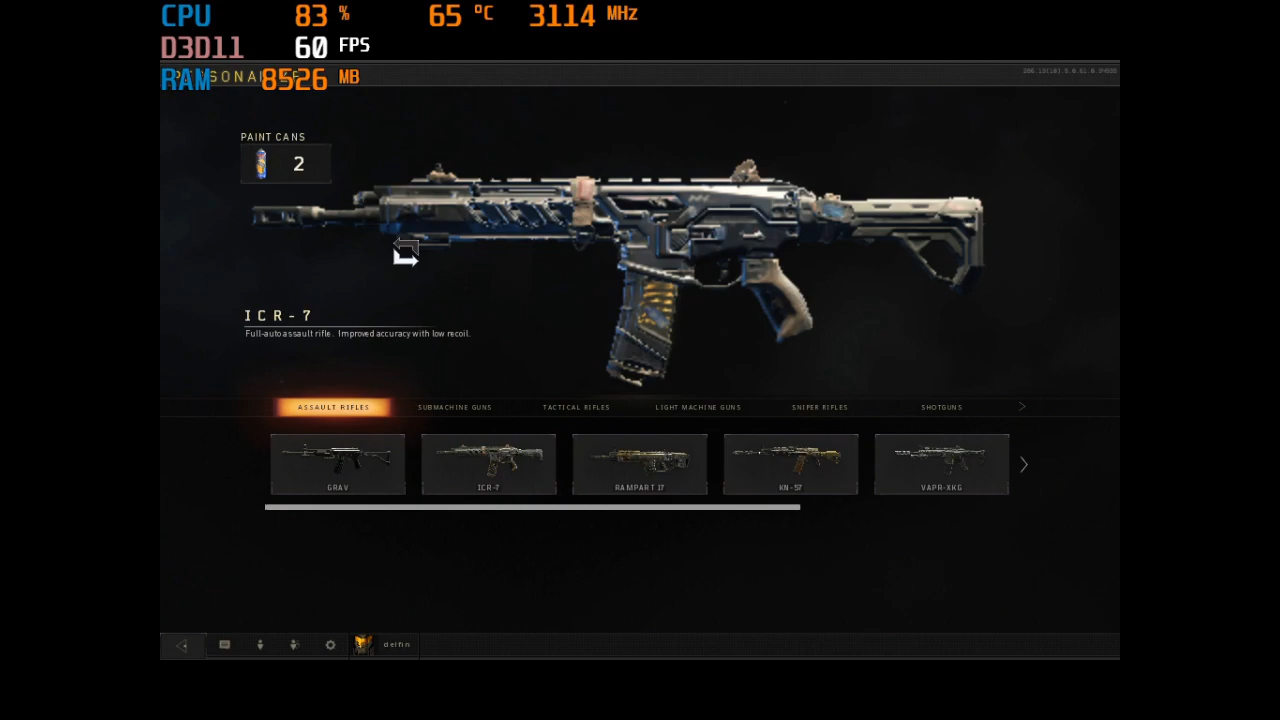 CPU 83 % 65 °C 3114 MHz
D3D11 60 FPS
RAM 8526 MB
PAINT CANS
2
ICR-7
Full-auto assault rifle. Improved accuracy with low recoil.
ASSAULT RIFLES SUBMACHINE GUNS TACTICAL RIFLES LIGHT MACHINE GUNS SNIPER RIFLES SHOTGUNS
GRAV ICR-7 RAMPART 17 KN-57 VAPR-XKG
delfin